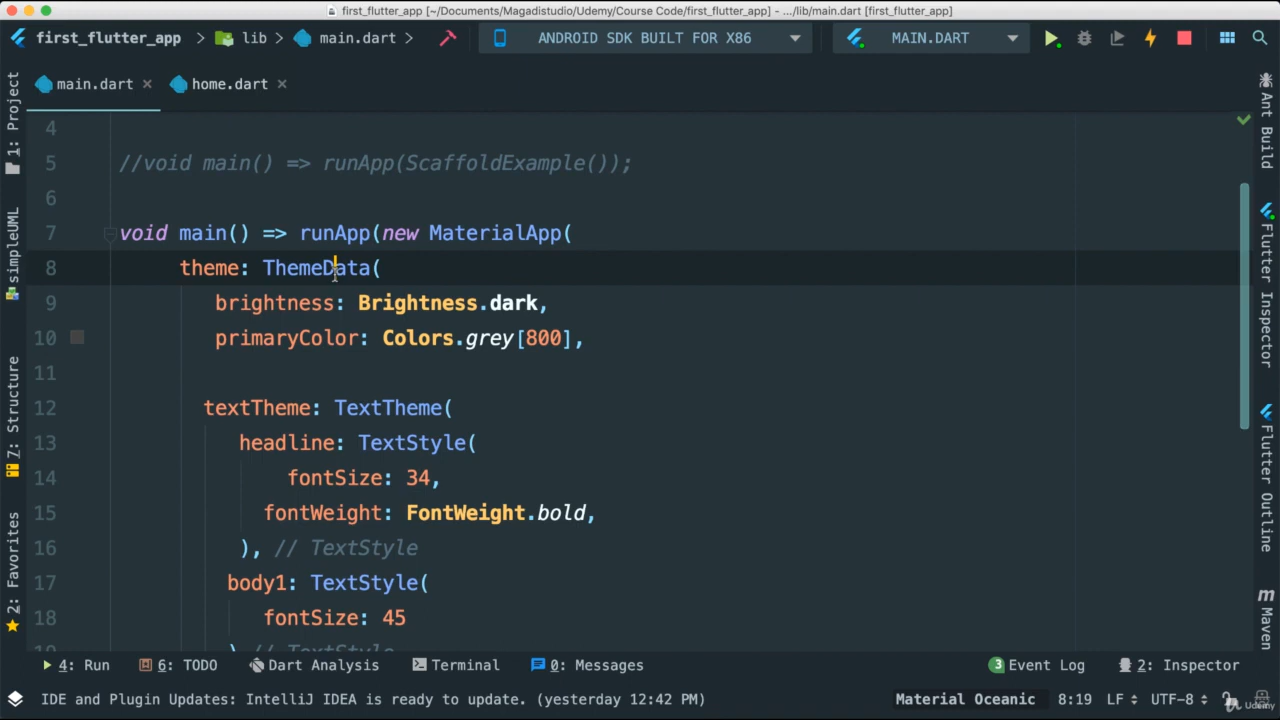 first_flutter_app [~/Documents/Magadistudio/Udemy/Course Code/first_flutter_app] - .../lib/main.dart [first_flutter_app]
first_flutter_app > lib > main.dart > ANDROID SDK BUILT FOR X86 MAIN.DART
main.dart × home.dart ×
1: Project
simpleUML
7: Structure
2: Favorites
4
5 //void main() => runApp(ScaffoldExample());
6
7 void main() => runApp(new MaterialApp(
8 theme: ThemeData(
9 brightness: Brightness.dark,
10 primaryColor: Colors.grey[800],
11
12 textTheme: TextTheme(
13 headline: TextStyle(
14 fontSize: 34,
15 fontWeight: FontWeight.bold,
16 ), // TextStyle
17 body1: TextStyle(
18 fontSize: 45
19 ) // TextStyle
Ant Build
Flutter Inspector
Flutter Outline
m Maven
4: Run 6: TODO Dart Analysis Terminal 0: Messages 3 Event Log 2: Inspector
IDE and Plugin Updates: IntelliJ IDEA is ready to update. (yesterday 12:42 PM) Material Oceanic 8:19 LF UTF-8 Udemy